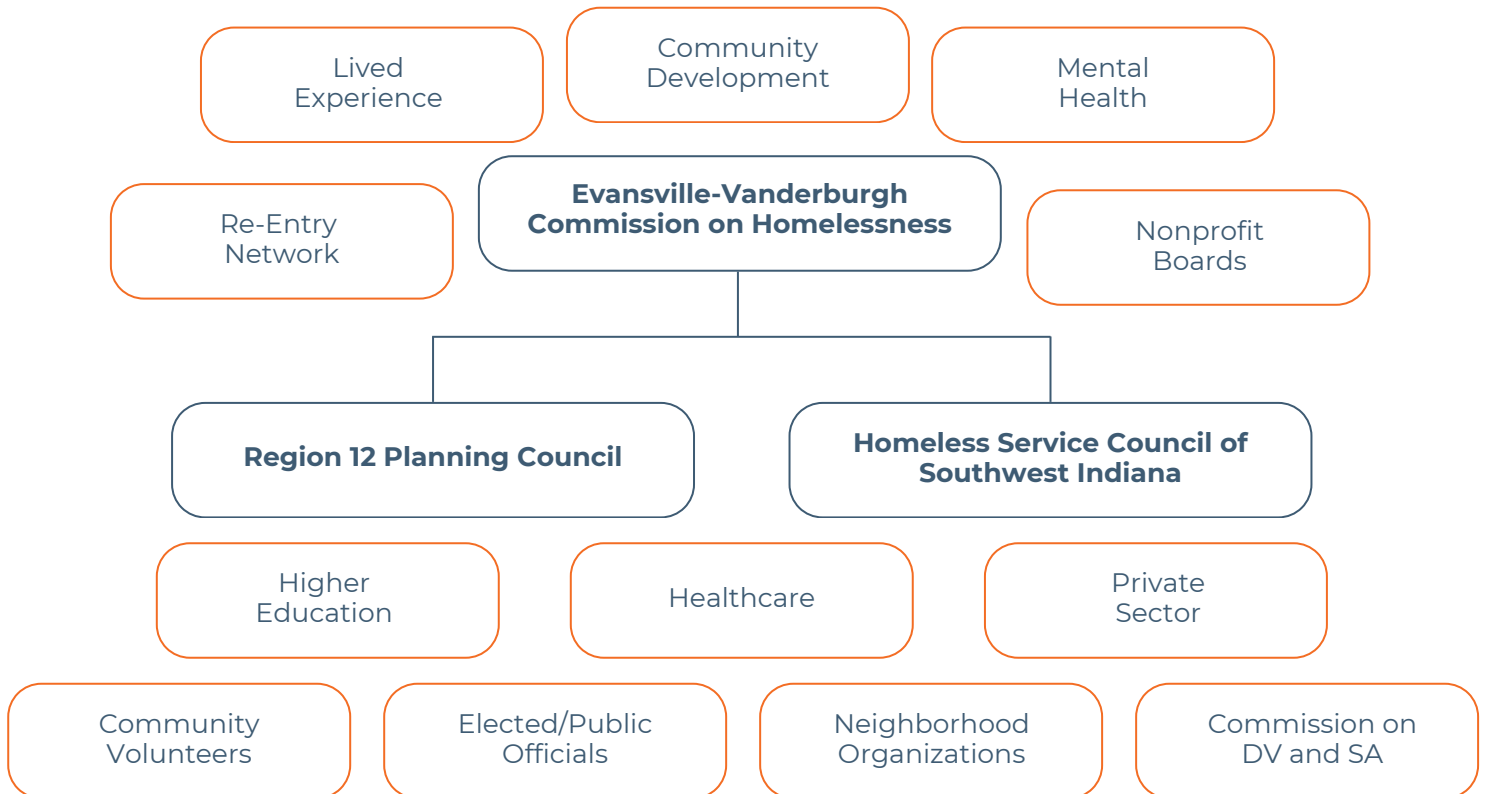 Lived
Experience
Community
Development
Mental
Health
Re-Entry
Network
Evansville-Vanderburgh
Commission on Homelessness
Nonprofit
Boards
Region 12 Planning Council
Homeless Service Council of
Southwest Indiana
Higher
Education
Healthcare
Private
Sector
Community
Volunteers
Elected/Public
Officials
Neighborhood
Organizations
Commission on
DV and SA